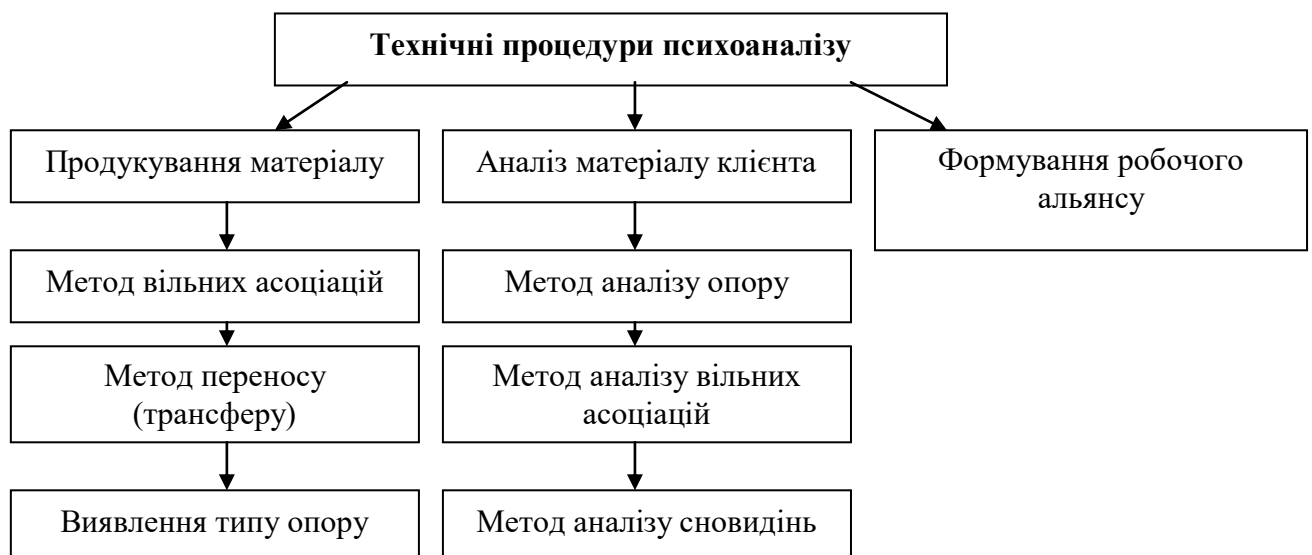 Технічні процедури психоаналізу
Продукування матеріалу
Аналіз матеріалу клієнта
Формування робочого
альянсу
Метод вільних асоціацій
Метод аналізу опору
Метод переносу
(трансферу)
Метод аналізу вільних
асоціацій
Виявлення типу опору
Метод аналізу сновидінь